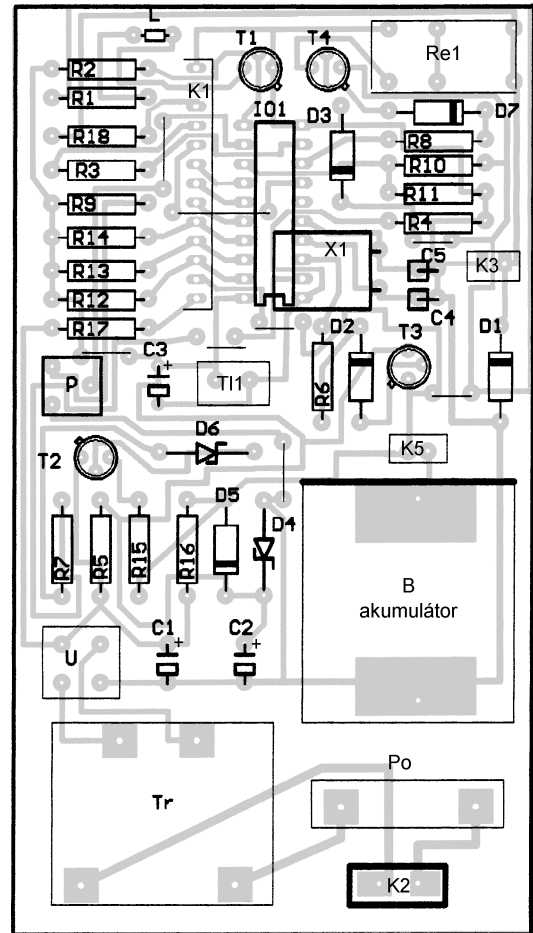 L
T1
T4
Re1
R2
K1
R1
IO1
D3
D7
R18
R8
R3
R10
R9
R11
R14
R4
R13
X1
C5
K3
R12
C4
R17
C3
D2
T3
D1
P
TI1
R6
D6
T2
K5
D5
D4
R7
R5
R15
R16
B
akumulátor
C1
C2
U
Po
Tr
K2
+
+
+